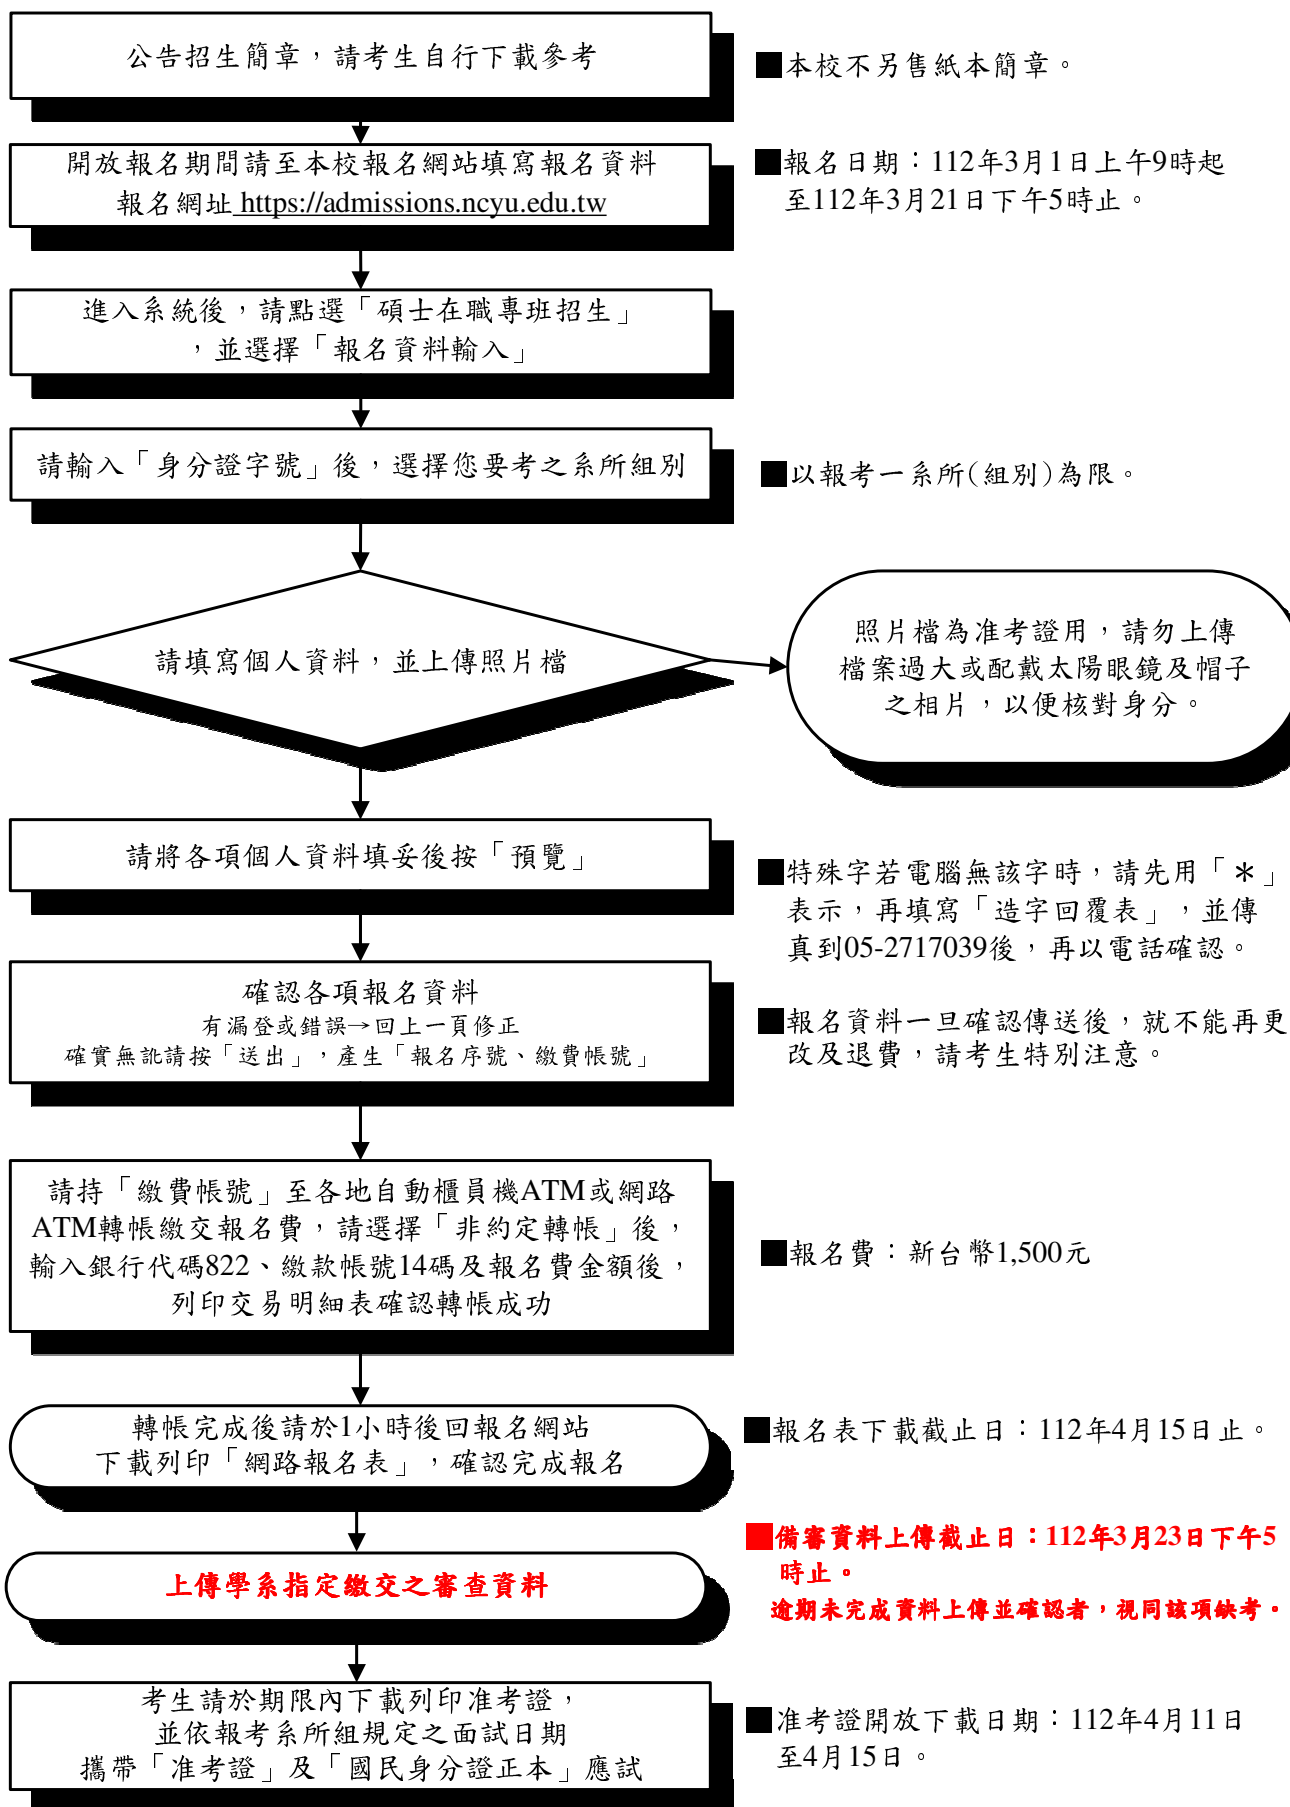 公告招生簡章，請考生自行下載參考
■本校不另售紙本簡章。
開放報名期間請至本校報名網站填寫報名資料
報名網址 https://admissions.ncyu.edu.tw
■報名日期：112年3月1日上午9時起
至112年3月21日下午5時止。
進入系統後，請點選「碩士在職專班招生」
，並選擇「報名資料輸入」
請輸入「身分證字號」後，選擇您要考之系所組別
■以報考一系所(組別)為限。
請填寫個人資料，並上傳照片檔
照片檔為准考證用，請勿上傳
檔案過大或配戴太陽眼鏡及帽子
之相片，以便核對身分。
請將各項個人資料填妥後按「預覽」
■特殊字若電腦無該字時，請先用「＊」
表示，再填寫「造字回覆表」，並傳
真到05-2717039後，再以電話確認。
確認各項報名資料
有漏登或錯誤→回上一頁修正
確實無訛請按「送出」，產生「報名序號、繳費帳號」
■報名資料一旦確認傳送後，就不能再更
改及退費，請考生特別注意。
請持「繳費帳號」至各地自動櫃員機ATM或網路
ATM轉帳繳交報名費，請選擇「非約定轉帳」後，
輸入銀行代碼822、繳款帳號14碼及報名費金額後，
列印交易明細表確認轉帳成功
■報名費：新台幣1,500元
轉帳完成後請於1小時後回報名網站
下載列印「網路報名表」，確認完成報名
■報名表下載截止日：112年4月15日止。
上傳學系指定繳交之審查資料
■備審資料上傳截止日：112年3月23日下午5
時止。
逾期未完成資料上傳並確認者，視同該項缺考。
考生請於期限內下載列印准考證，
並依報考系所組規定之面試日期
攜帶「准考證」及「國民身分證正本」應試
■准考證開放下載日期：112年4月11日
至4月15日。